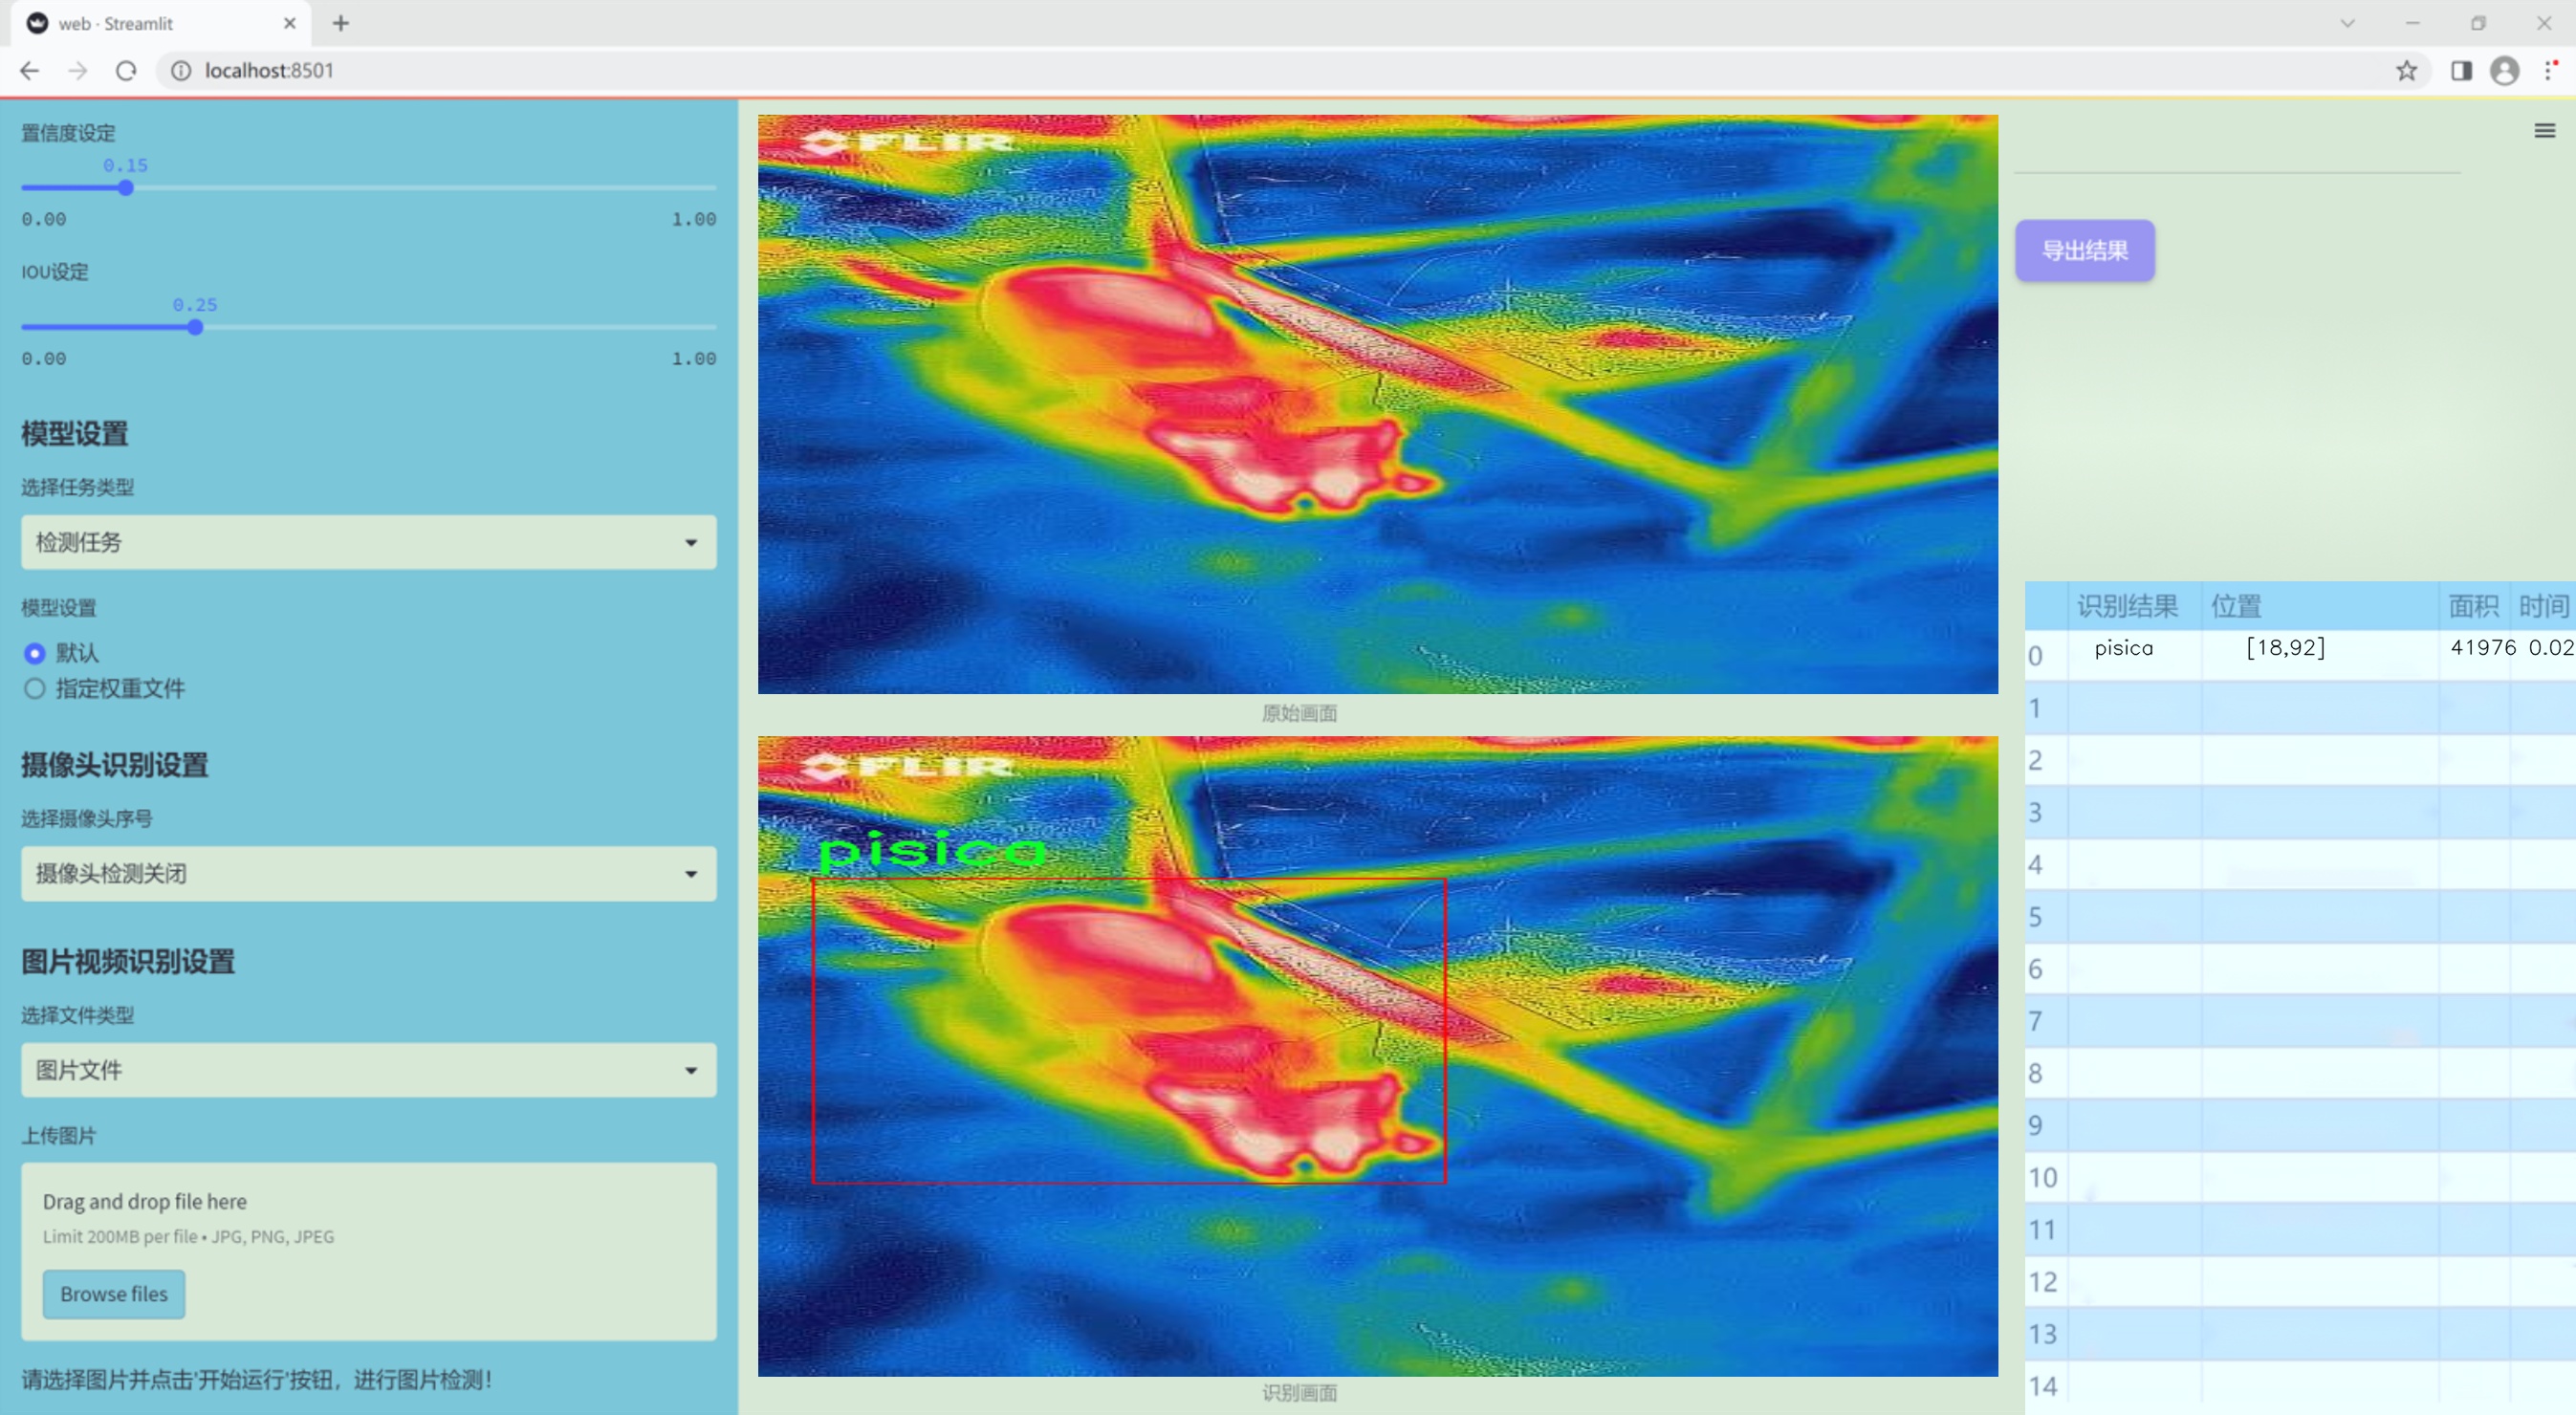 web · Streamlit
localhost:8501
置信度设定
0.15
0.00 1.00
IOU设定
0.25
0.00 1.00
模型设置
选择任务类型
检测任务
模型设置
默认
指定权重文件
摄像头识别设置
选择摄像头序号
摄像头检测关闭
图片视频识别设置
选择文件类型
图片文件
上传图片
Drag and drop file here
Limit 200MB per file • JPG, PNG, JPEG
Browse files
请选择图片并点击'开始运行'按钮，进行图片检测!
FLIR
原始画面
FLIR
pisica
识别画面
导出结果
识别结果 位置 面积 时间
0 pisica [18,92] 41976 0.02
1
2
3
4
5
6
7
8
9
10
11
12
13
14